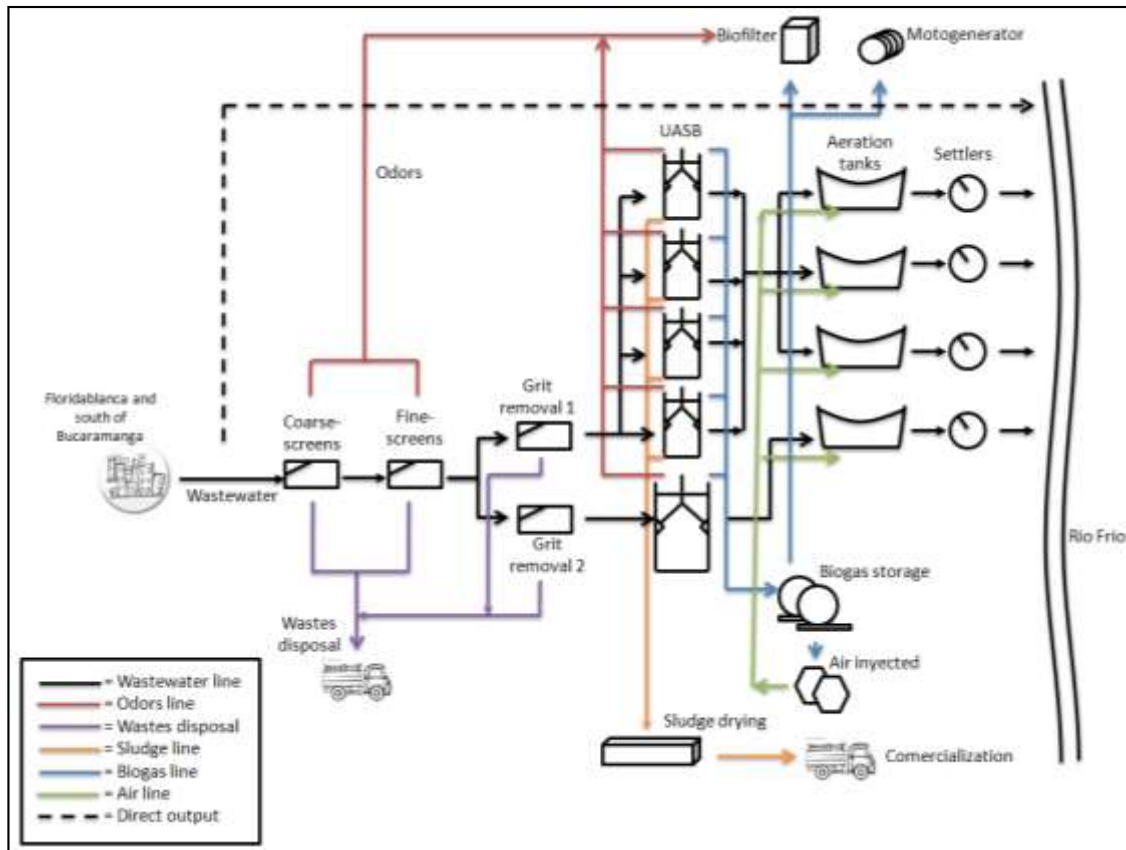 Biofilter
Motogenerator
UASB
Aeration
tanks
Settlers
Odors
Floridablanca and
south of
Bucaramanga
Coarse-
screens
Fine-
screens
Grit
removal 1
Wastewater
Grit
removal 2
Rio Frio
Biogas storage
Wastes
disposal
Air inyected
Sludge drying
Comercialization
= Wastewater line
= Odors line
= Wastes disposal
= Sludge line
= Biogas line
= Air line
= Direct output